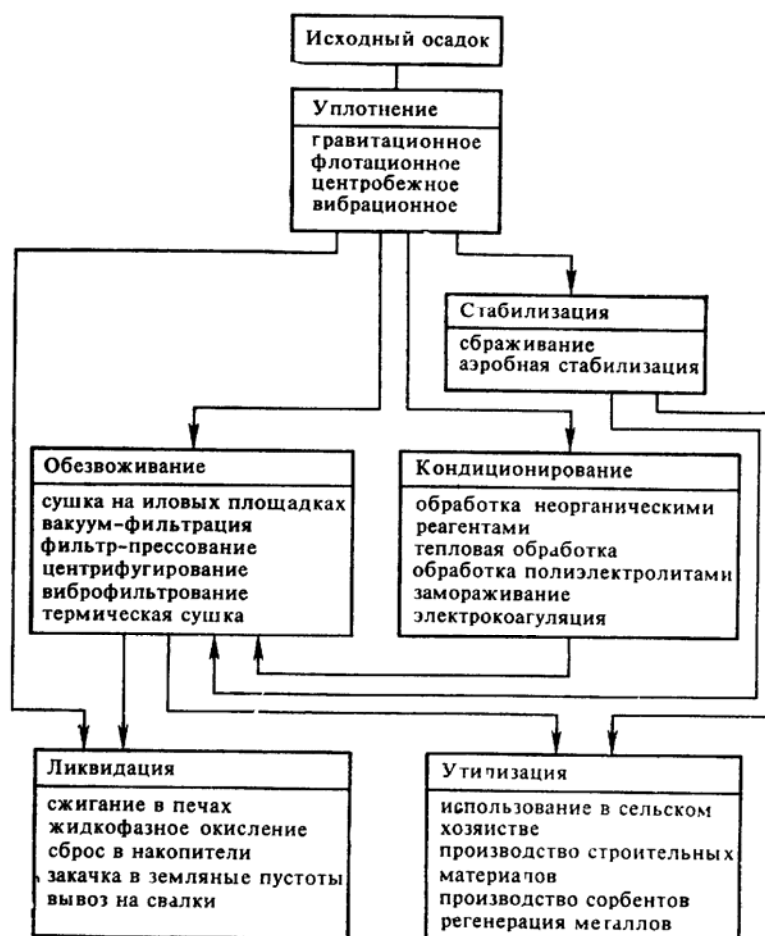 Исходный осадок
Уплотнение
гравитационное
флотационное
центробежное
вибрационное
Стабилизация
сбраживание
аэробная стабилизация
Обезвоживание
сушка на иловых площадках
вакуум-фильтрация
фильтр-прессование
центрифугирование
виброфильтрование
термическая сушка
Кондиционирование
обработка неорганическими
реагентами
тепловая обработка
обработка полиэлектролитами
замораживание
электрокоагуляция
Ликвидация
сжигание в печах
жидкофазное окисление
сброс в накопители
закачка в земляные пустоты
вывоз на свалки
Утилизация
использование в сельском
хозяйстве
производство строительных
материалов
производство сорбентов
регенерация металлов